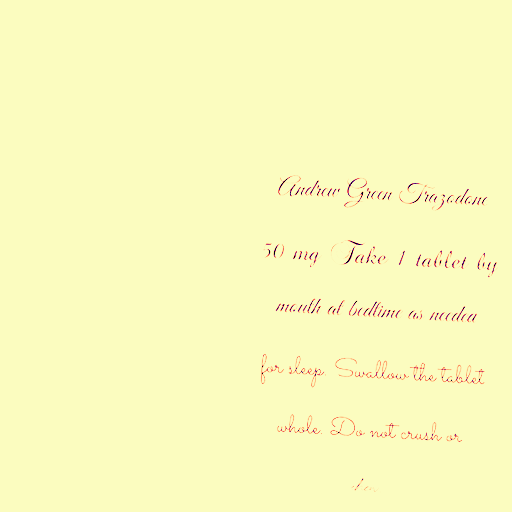 Andrew Green Trazodone
50 mg Take 1 tablet by
mouth at bedtime as needed
for sleep. Swallow the tablet
whole. Do not crush or